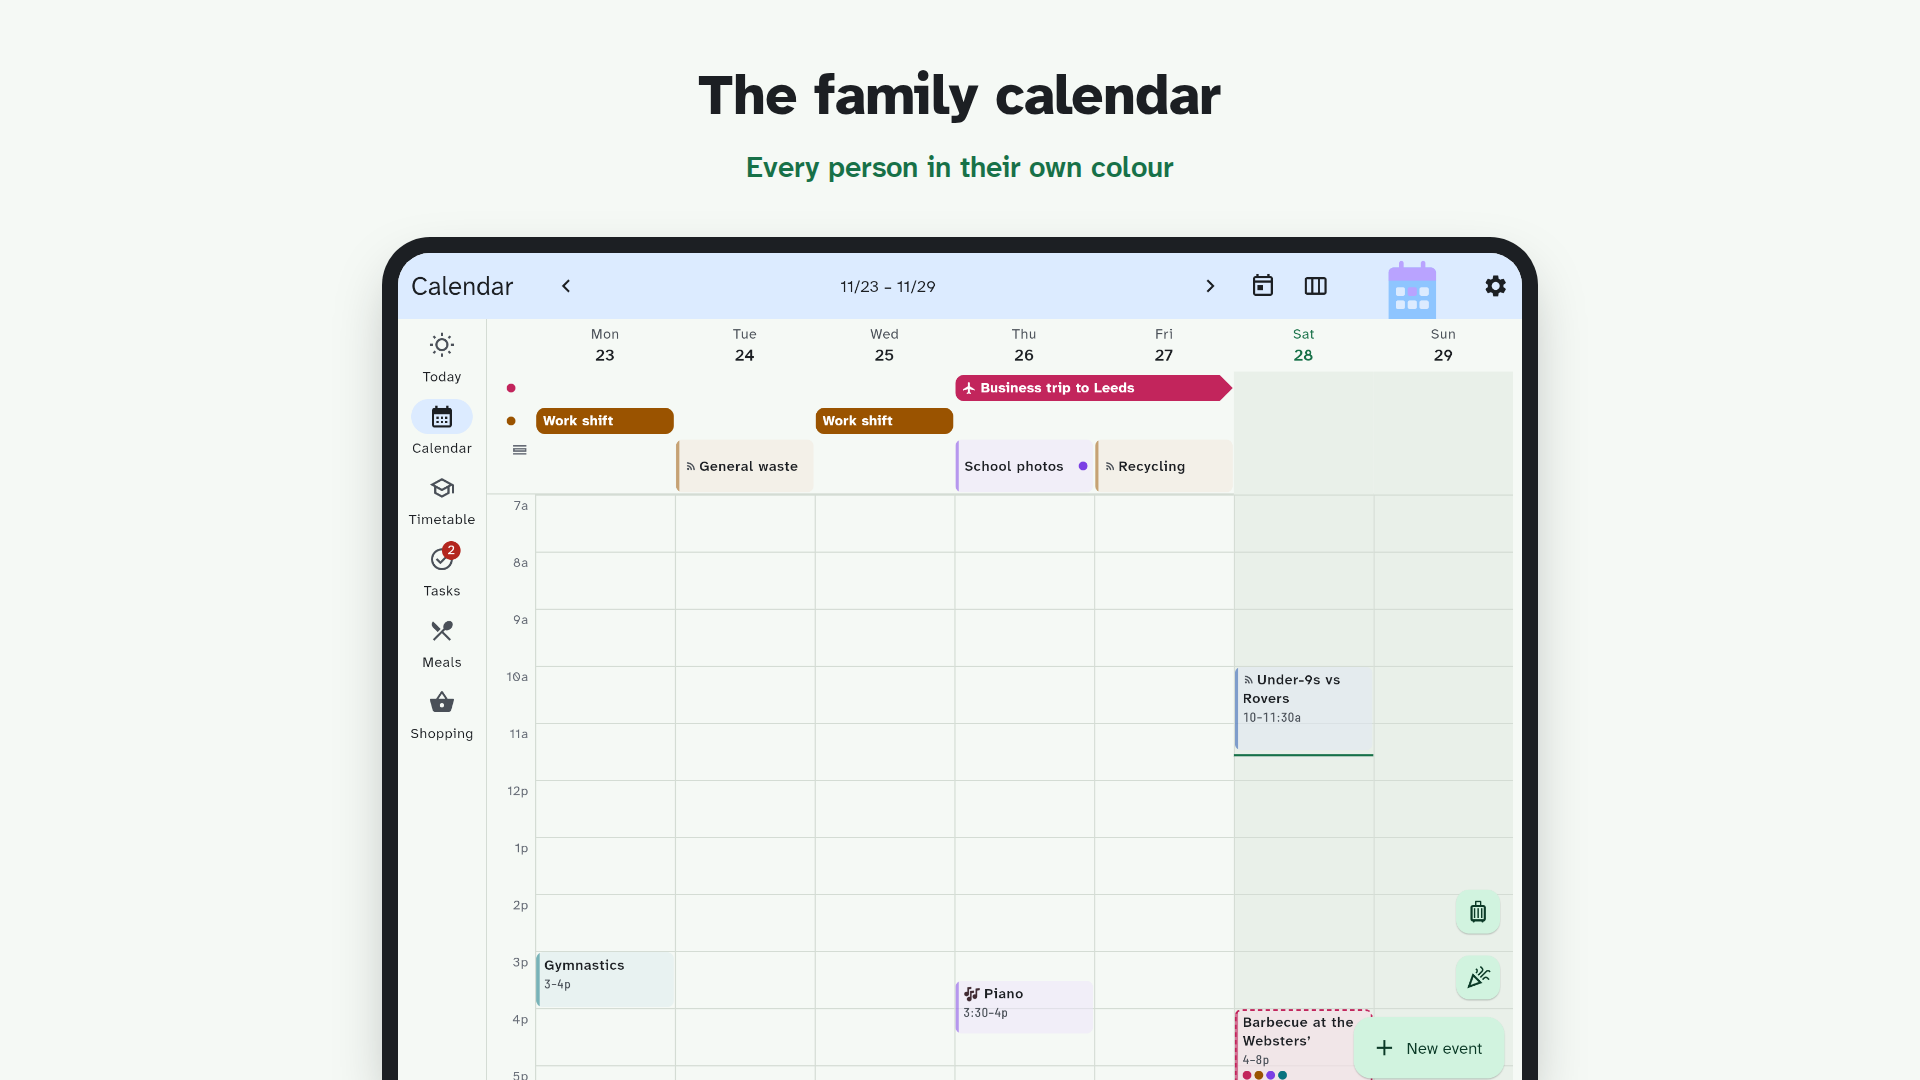 The family calendar
Every person in their own colour
Calendar
11/23 – 11/29
Mon
23
Tue
24
Wed
25
Thu
26
Fri
27
Sat
28
Sun
29
Today
Calendar
Timetable
2
Tasks
Meals
Shopping
Business trip to Leeds
Work shift
Work shift
General waste
School photos
Recycling
7a
8a
9a
10a
11a
12p
1p
2p
3p
4p
5p
Under-9s vs
Rovers
10–11:30a
Gymnastics
3–4p
Piano
3:30–4p
Barbecue at the
Websters’
4–8p
New event